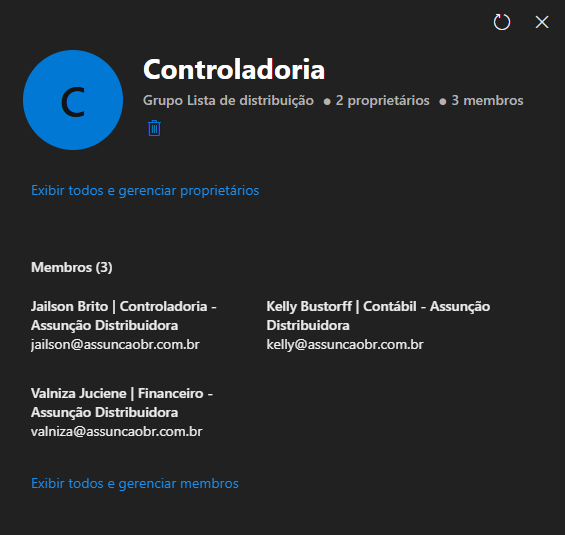 C
Controladoria
Grupo Lista de distribuição ● 2 proprietários ● 3 membros
Exibir todos e gerenciar proprietários
Membros (3)
Jailson Brito | Controladoria -
Assunção Distribuidora
jailson@assuncaobr.com.br
Kelly Bustorff | Contábil - Assunção
Distribuidora
kelly@assuncaobr.com.br
Valniza Juciene | Financeiro -
Assunção Distribuidora
valniza@assuncaobr.com.br
Exibir todos e gerenciar membros